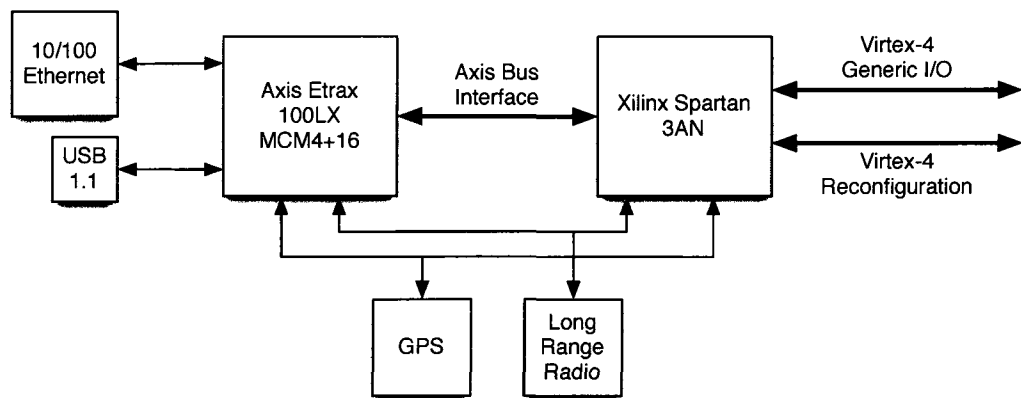 10/100
Ethernet
USB
1.1
Axis Etrax
100LX
MCM4+16
Axis Bus
Interface
Xilinx Spartan
3AN
Virtex-4
Generic I/O
Virtex-4
Reconfiguration
GPS
Long
Range
Radio